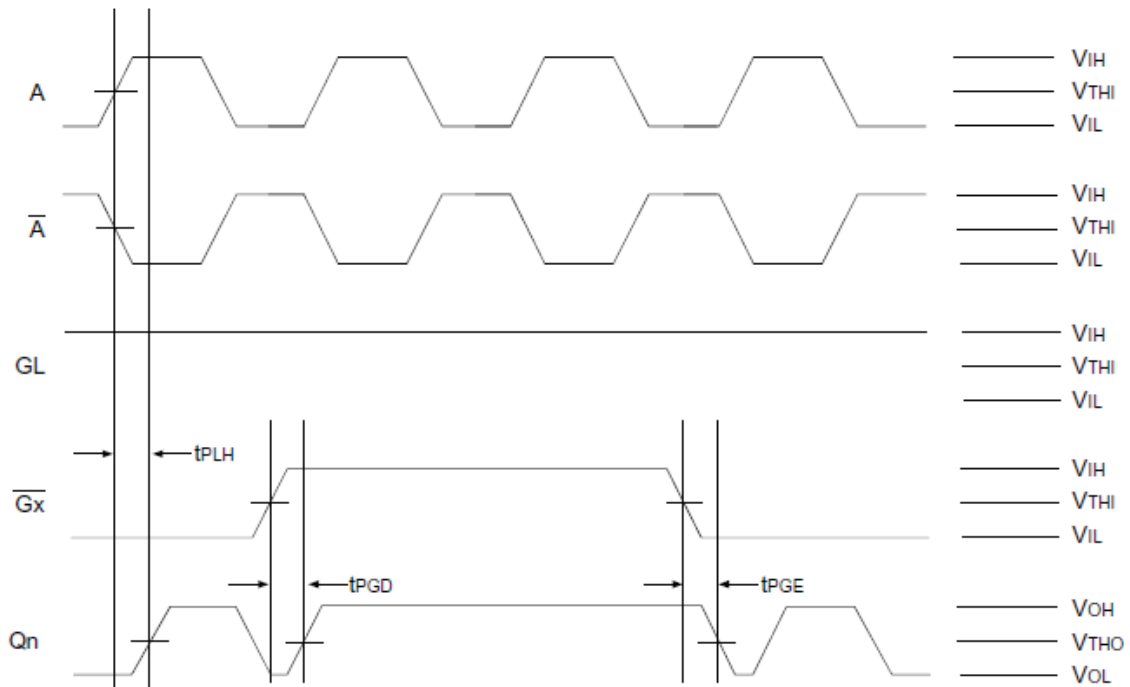 A
VIH
VTHI
VIL
A
VIH
VTHI
VIL
GL
VIH
VTHI
VIL
tPLH
Gx
VIH
VTHI
VIL
tPGD
tPGE
Qn
VOH
VTHO
VOL